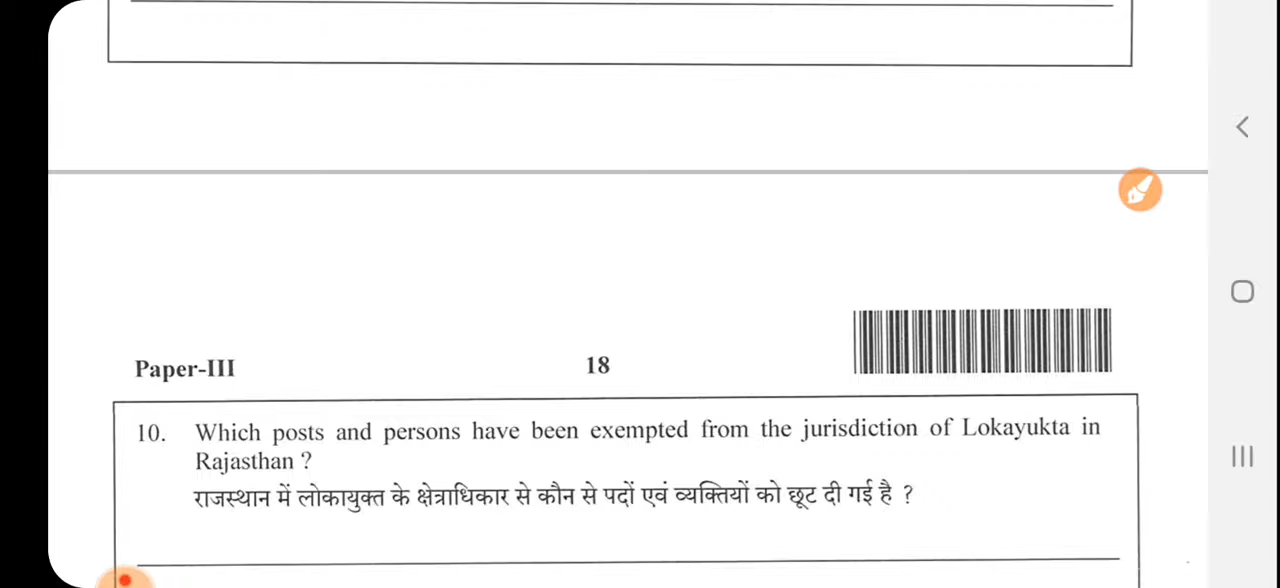 Paper-III 18
10. Which posts and persons have been exempted from the jurisdiction of Lokayukta in
Rajasthan ?
राजस्थान में लोकायुक्त के क्षेत्राधिकार से कौन से पदों एवं व्यक्तियों को छूट दी गई है ?